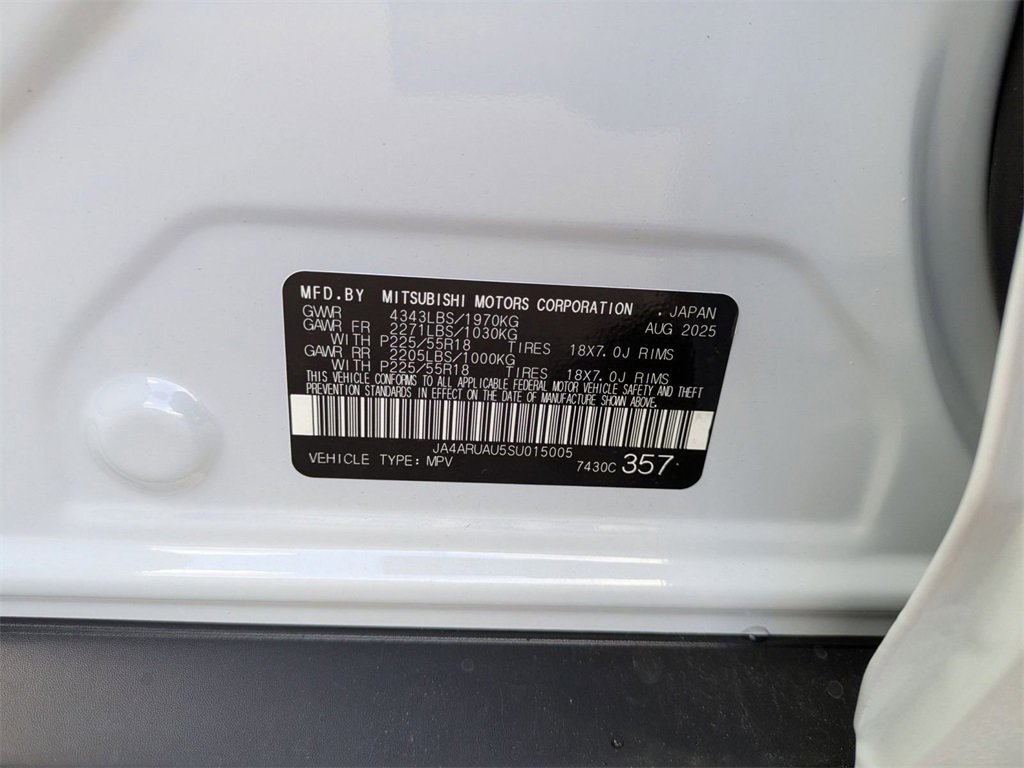 MFD.BY MITSUBISHI MOTORS CORPORATION . JAPAN
GVWR 4343LBS/1970KG AUG 2025
GAWR FR 2271LBS/1030KG
WITH P225/55R18 TIRES 18X7.0J RIMS
GAWR RR 2205LBS/1000KG
WITH P225/55R18 TIRES 18X7.0J RIMS
THIS VEHICLE CONFORMS TO ALL APPLICABLE FEDERAL MOTOR VEHICLE SAFETY AND THEFT
PREVENTION STANDARDS IN EFFECT ON THE DATE OF MANUFACTURE SHOWN ABOVE.
JA4ARUAU5SU015005
VEHICLE TYPE: MPV 7430C 357